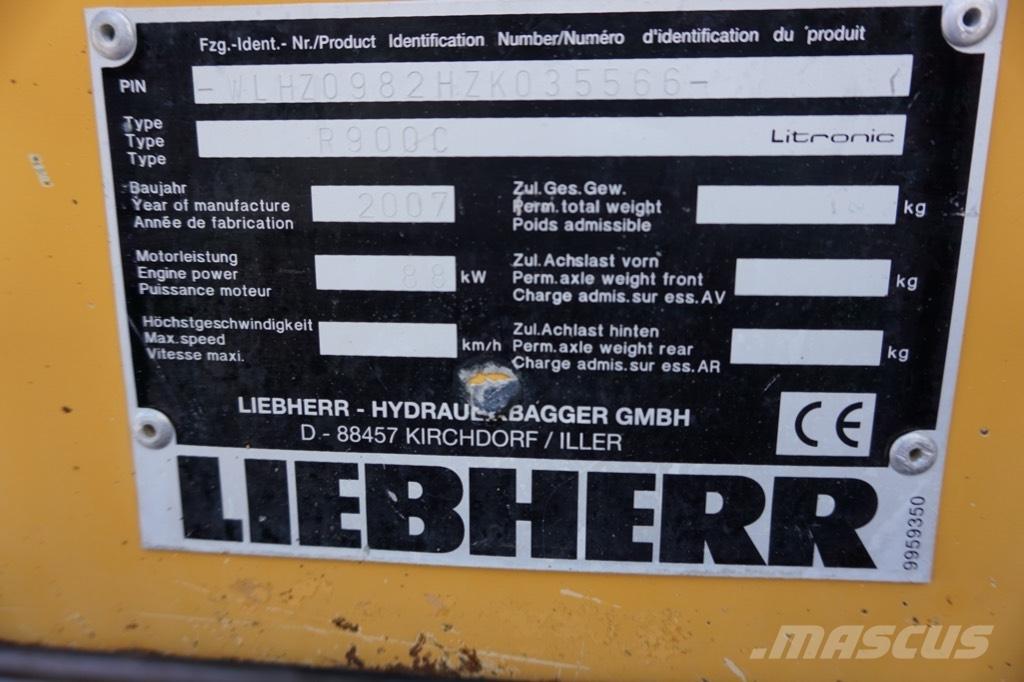 Fzg.-Ident.- Nr./Product Identification Number/Numéro d'identification du produit
PIN -WLHZ0982HZK035566-
Type
Type R900C Litronic
Type
Baujahr
Year of manufacture 2007
Année de fabrication
Zul.Ges.Gew.
Perm.total weight kg
Poids admissible
Motorleistung
Engine power 88 kW
Puissance moteur
Zul.Achslast vorn
Perm.axle weight front kg
Charge admis.sur ess.AV
Höchstgeschwindigkeit
Max.speed km/h
Vitesse maxi.
Zul.Achlast hinten
Perm.axle weight rear kg
Charge admis.sur ess.AR
LIEBHERR - GMBH
D - 88457 KIRCHDORF / ILLER
CE
LIEBHERR
9959350
MASCUS